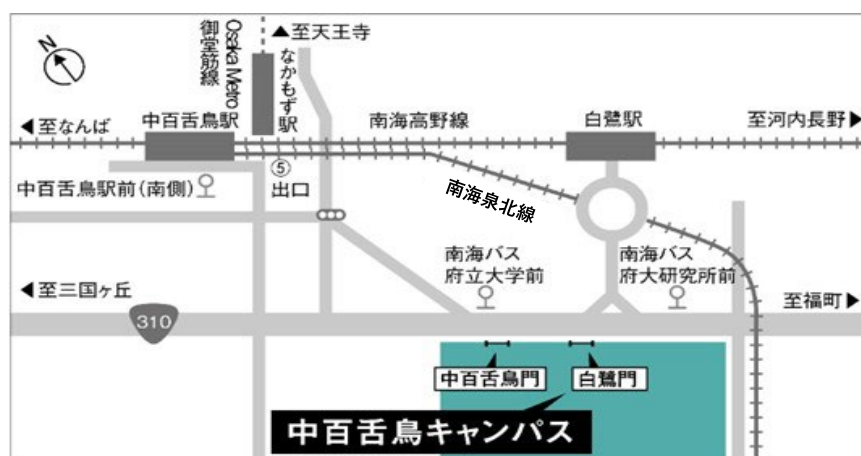 N
Osaka Metro
御堂筋線
なかもず駅
▲至天王寺
◀至なんば
中百舌鳥駅
南海高野線
白鷺駅
至河内長野▶
中百舌鳥駅前(南側)
⑤
出口
南海泉北線
南海バス
府立大学前
南海バス
府大研究所前
◀至三国ヶ丘
至福町▶
310
中百舌鳥門
白鷺門
中百舌鳥キャンパス